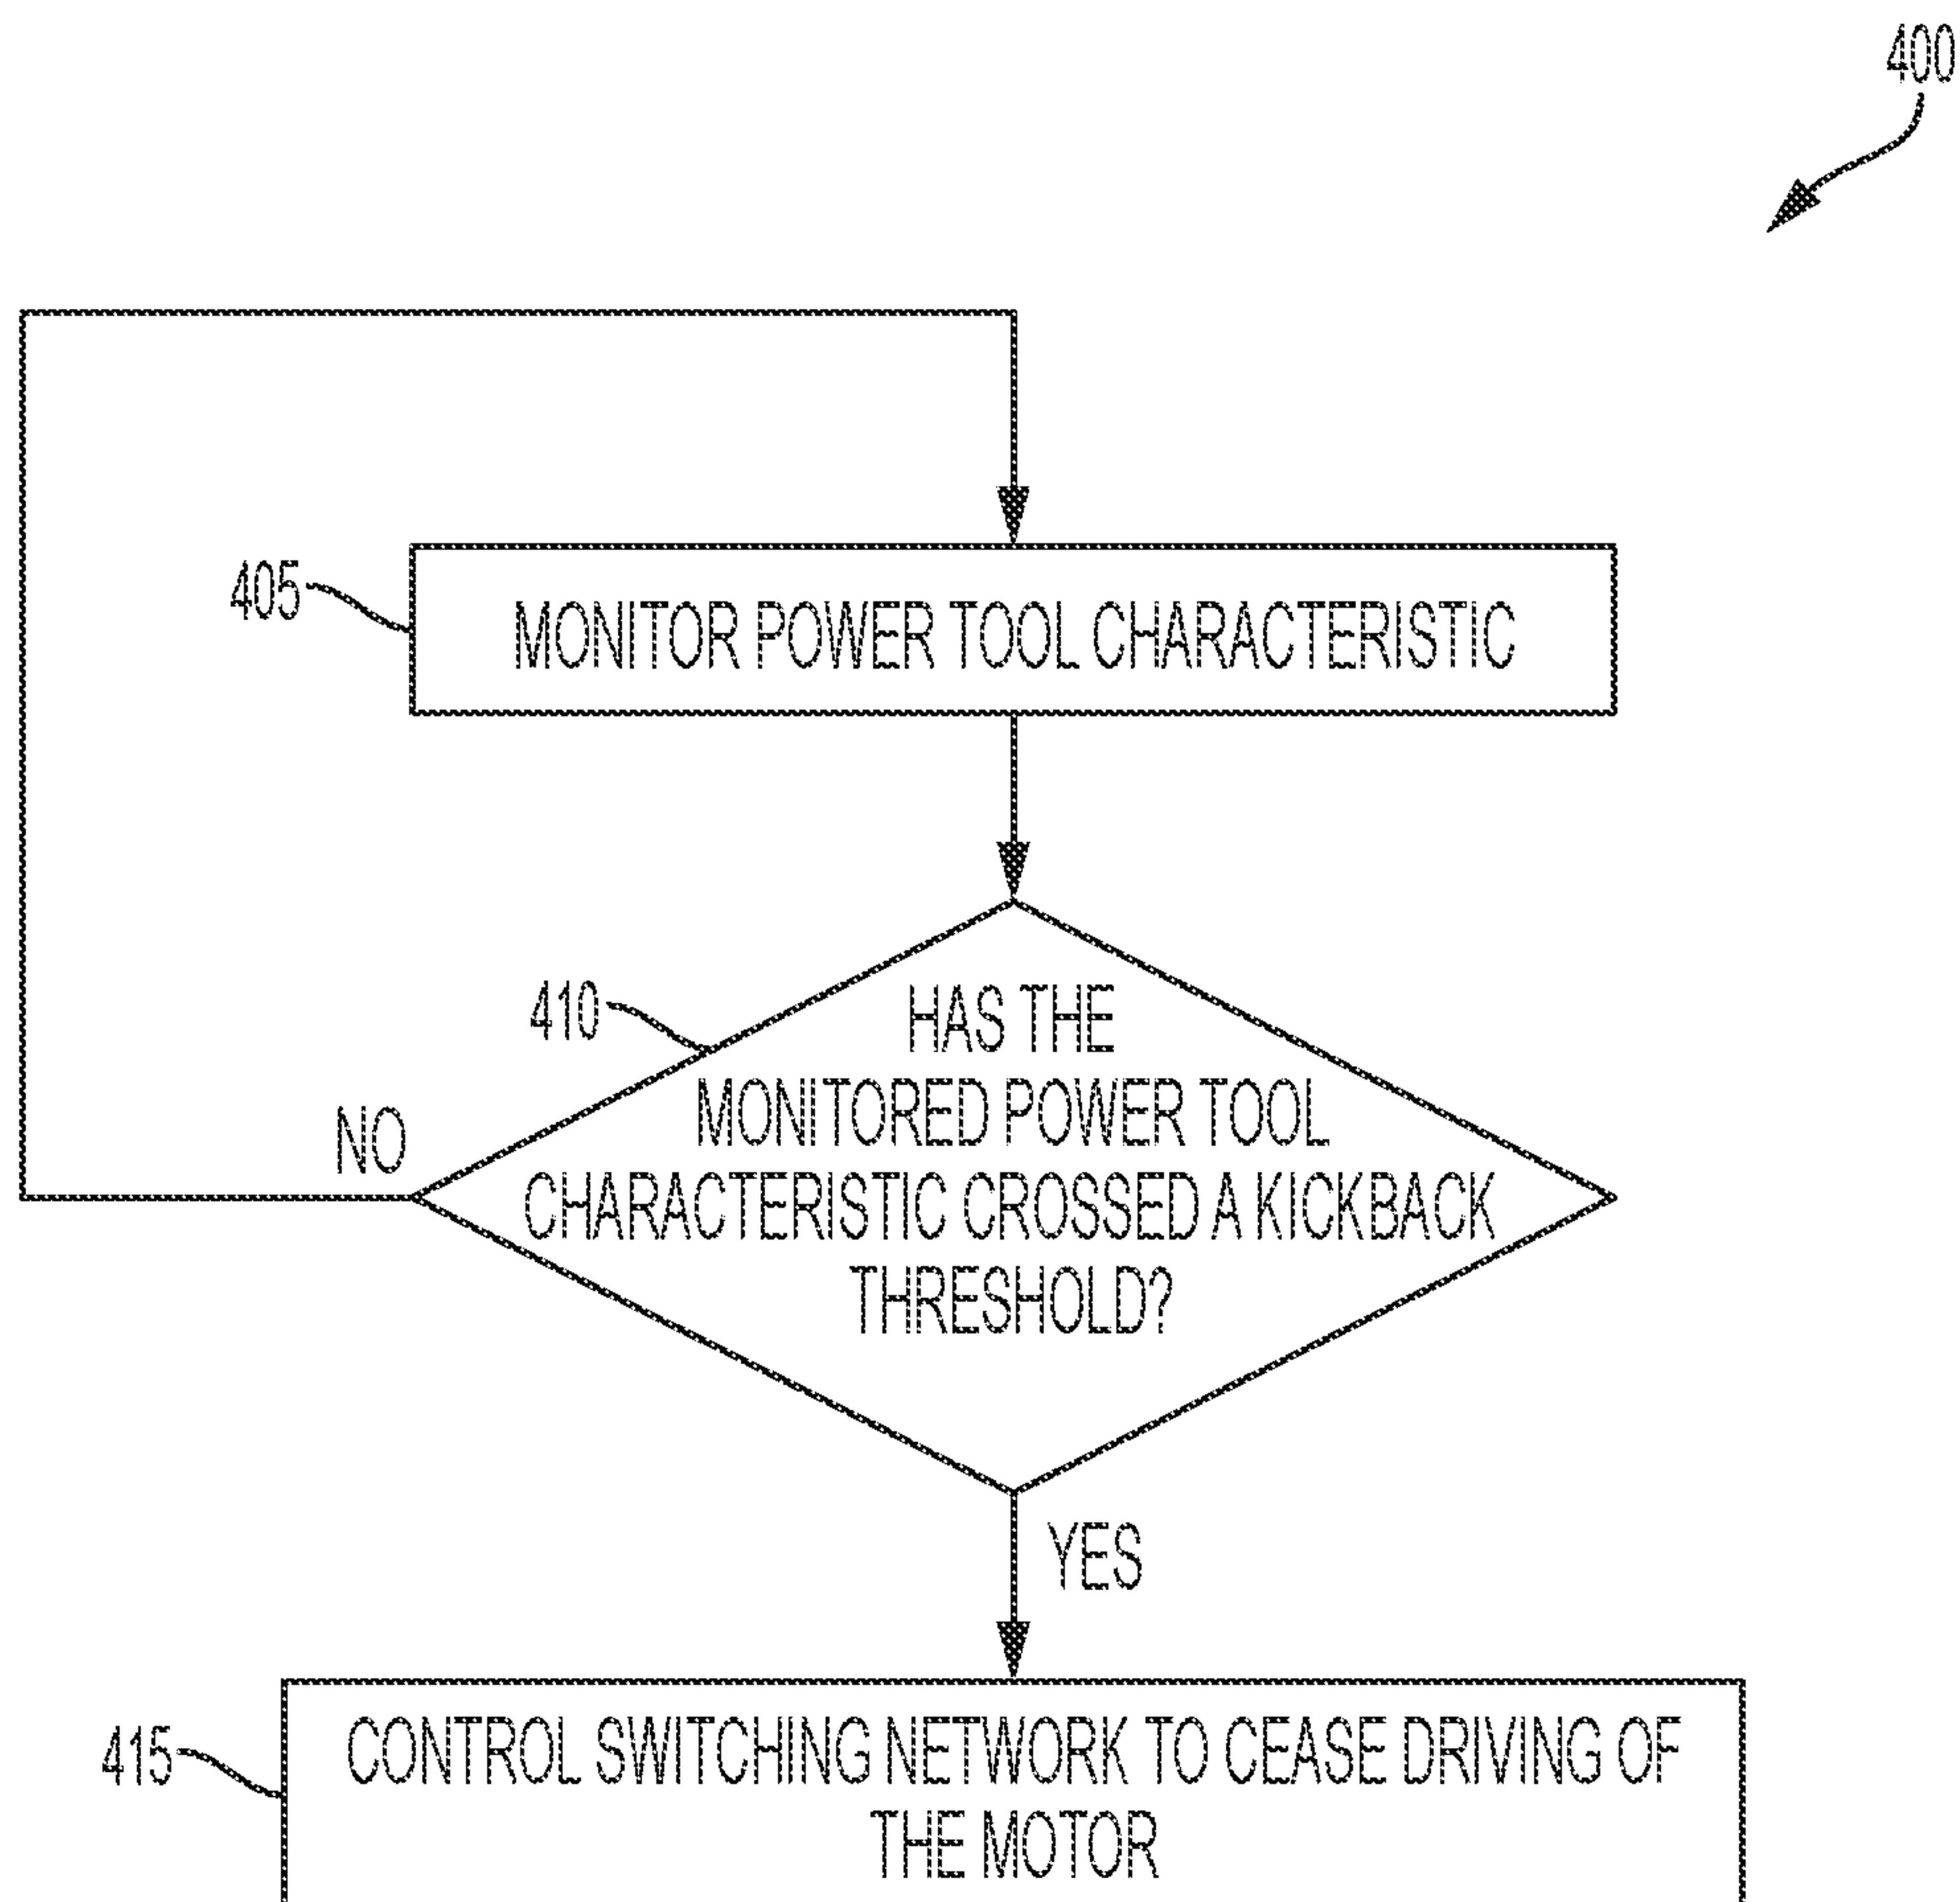 400
405
MONITOR POWER TOOL CHARACTERISTIC
410
HAS THE
MONITORED POWER TOOL
CHARACTERISTIC CROSSED A KICKBACK
THRESHOLD?
NO
YES
415
CONTROL SWITCHING NETWORK TO CEASE DRIVING OF
THE MOTOR